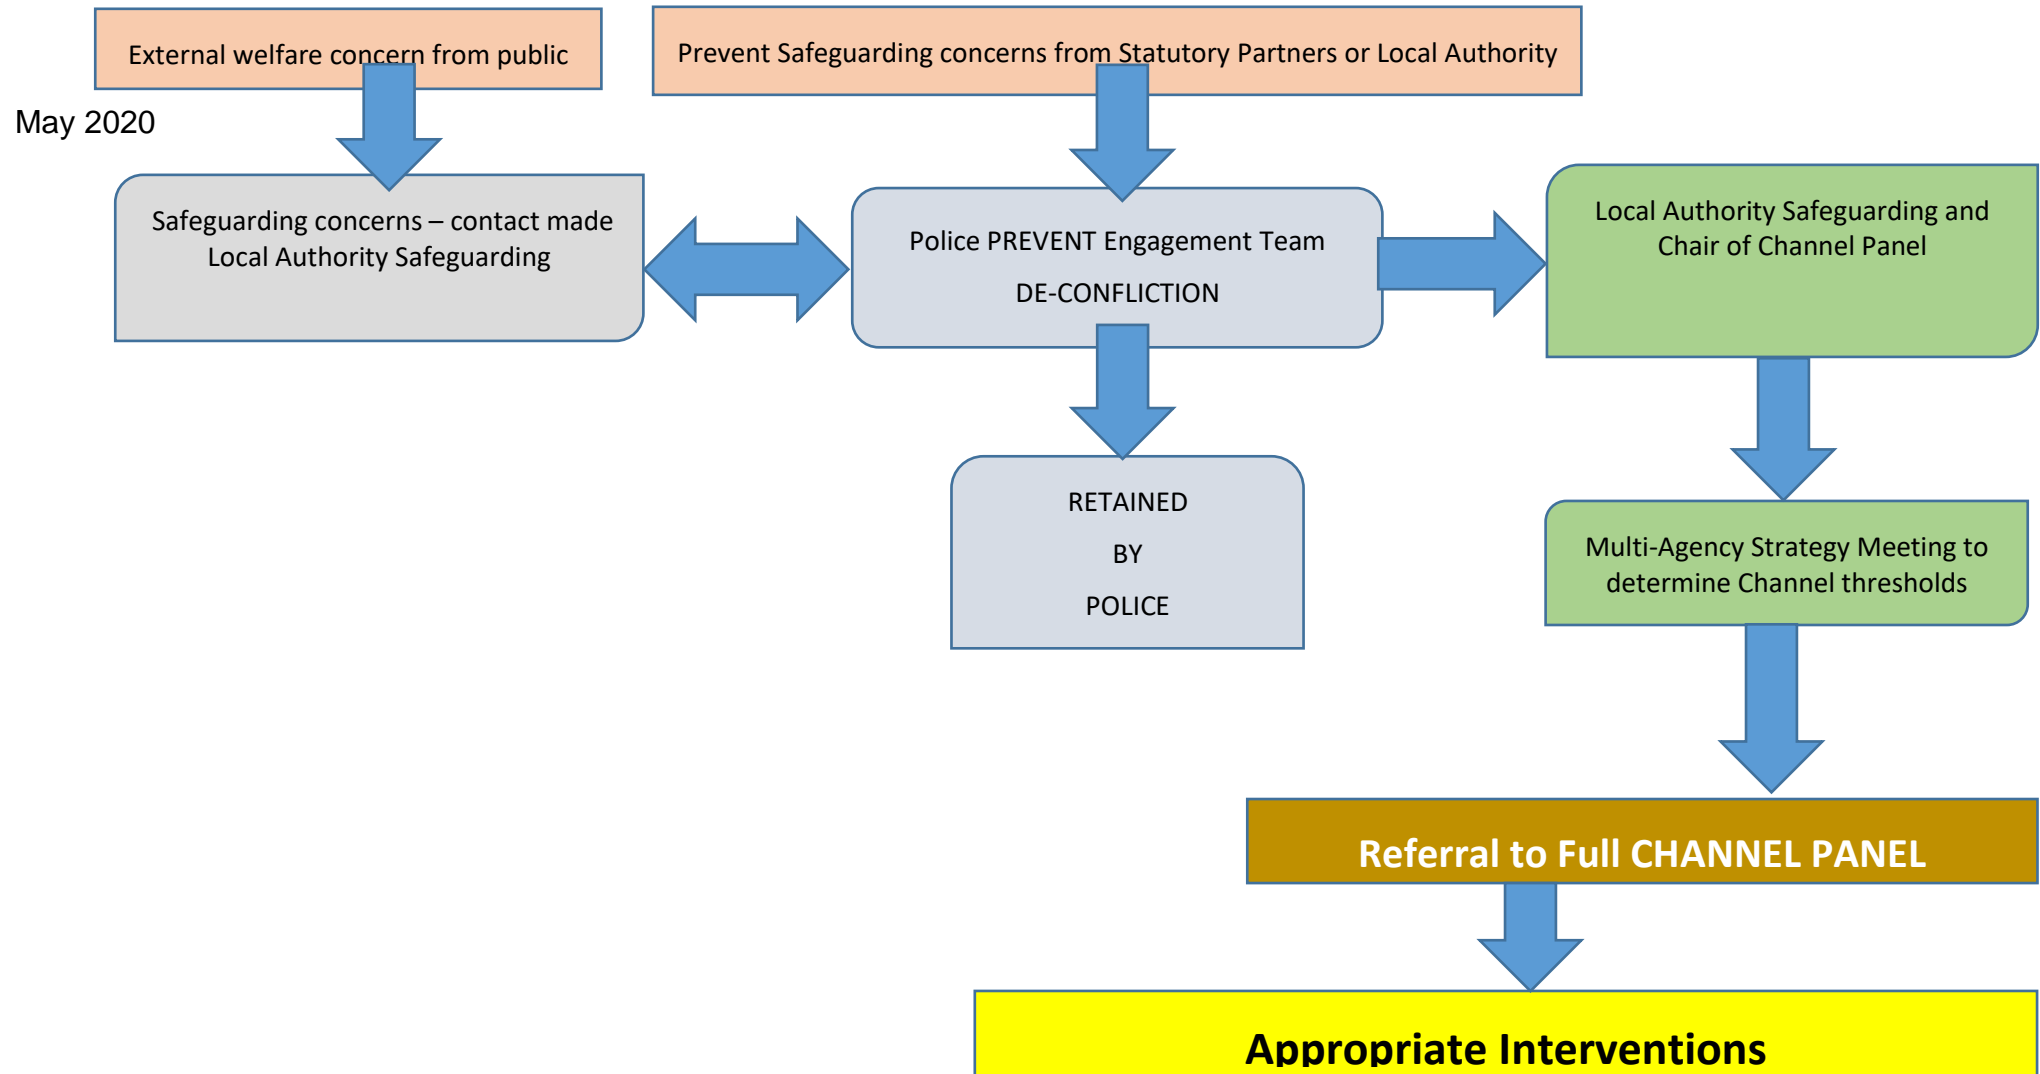 External welfare concern from public
Prevent Safeguarding concerns from Statutory Partners or Local Authority
May 2020
Safeguarding concerns – contact made
Local Authority Safeguarding
Police PREVENT Engagement Team
DE-CONFLICTION
Local Authority Safeguarding and
Chair of Channel Panel
RETAINED
BY
POLICE
Multi-Agency Strategy Meeting to
determine Channel thresholds
Referral to Full CHANNEL PANEL
Appropriate Interventions